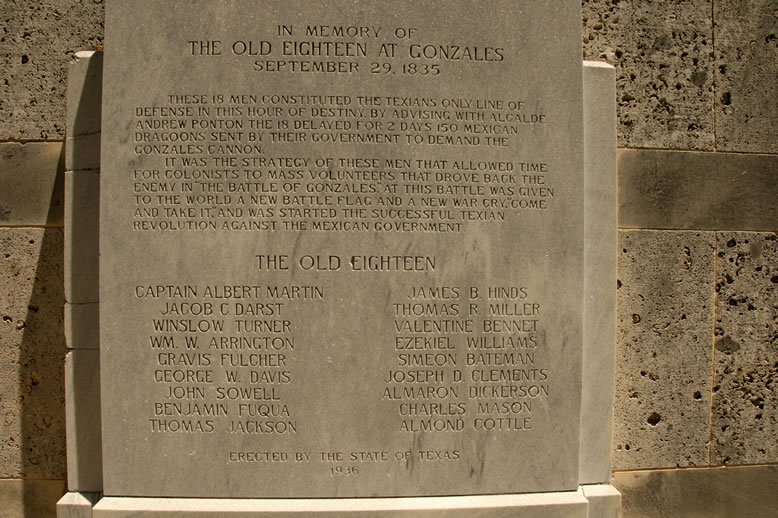 IN MEMORY OF
THE OLD EIGHTEEN AT GONZALES
SEPTEMBER 29, 1835
THESE 18 MEN CONSTITUTED THE TEXIANS ONLY LINE OF
DEFENSE IN THIS HOUR OF DESTINY. BY ADVISING WITH ALCALDE
ANDREW PONTON THE 18 DELAYED FOR 2 DAYS 150 MEXICAN
DRAGOONS SENT BY THEIR GOVERNMENT TO DEMAND THE
GONZALES CANNON.
IT WAS THE STRATEGY OF THESE MEN THAT ALLOWED TIME
FOR COLONISTS TO MASS VOLUNTEERS THAT DROVE BACK THE
ENEMY IN "THE BATTLE OF GONZALES." AT THIS BATTLE WAS GIVEN
TO THE WORLD A NEW BATTLE FLAG AND A NEW WAR CRY, "COME
AND TAKE IT," AND WAS STARTED THE SUCCESSFUL TEXIAN
REVOLUTION AGAINST THE MEXICAN GOVERNMENT.
THE OLD EIGHTEEN
CAPTAIN ALBERT MARTIN
JACOB C. DARST
WINSLOW TURNER
WM. W. ARRINGTON
GRAVIS FULCHER
GEORGE W. DAVIS
JOHN SOWELL
BENJAMIN FUQUA
THOMAS JACKSON
JAMES B. HINDS
THOMAS R. MILLER
VALENTINE BENNET
EZEKIEL WILLIAMS
SIMEON BATEMAN
JOSEPH D. CLEMENTS
ALMARON DICKERSON
CHARLES MASON
ALMOND COTTLE
ERECTED BY THE STATE OF TEXAS
1936